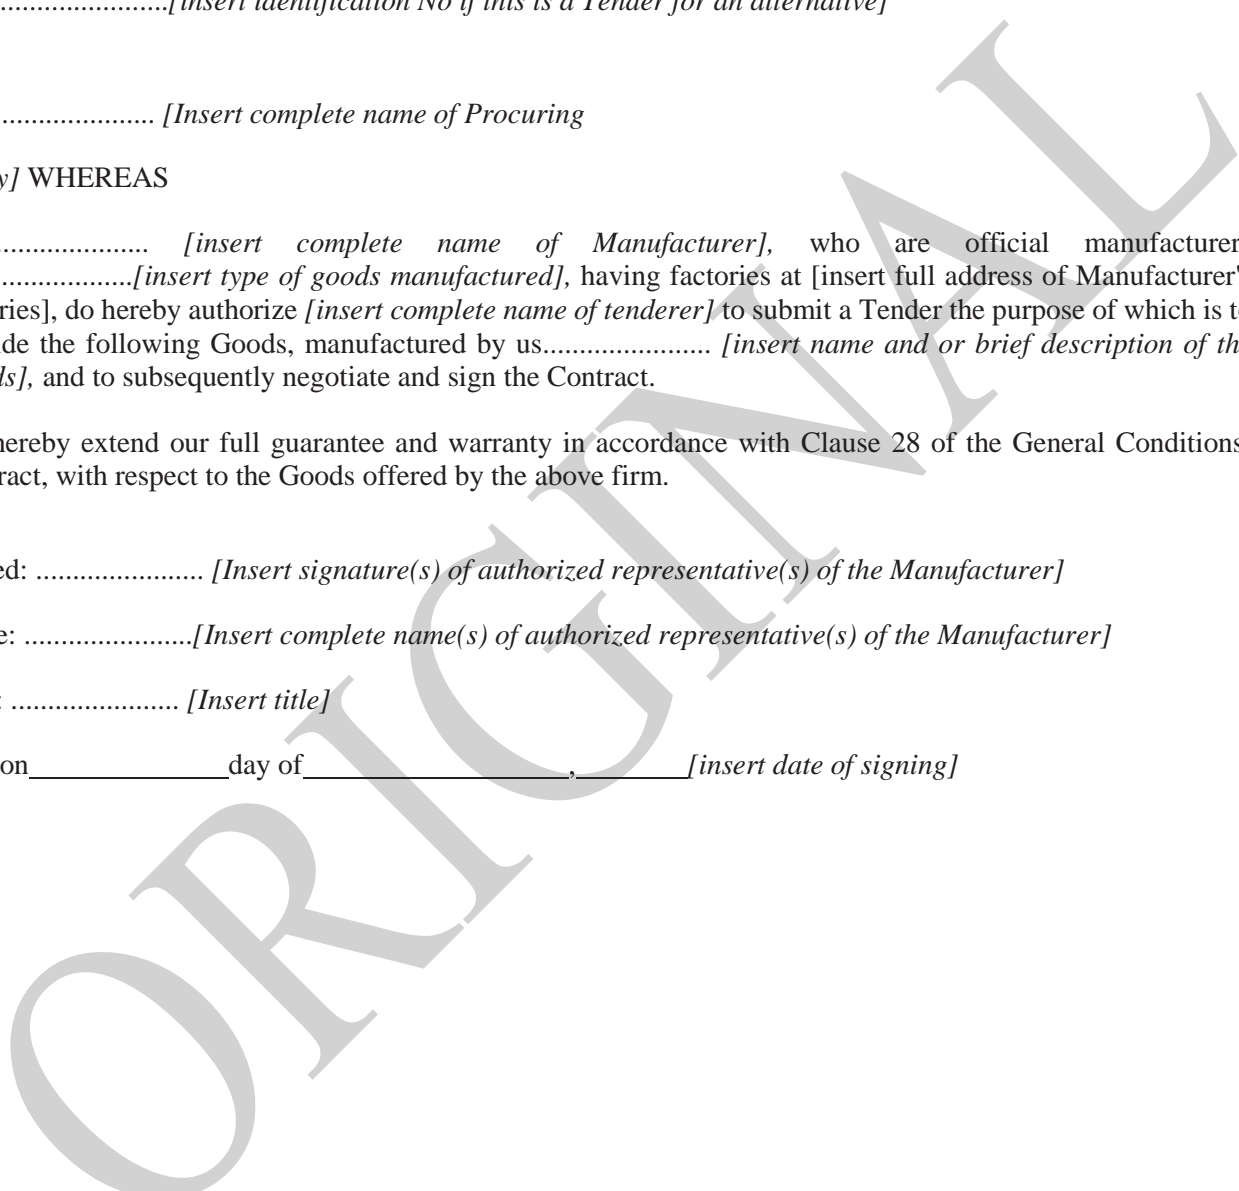 ......................[insert identification No if this is a Tender for an alternative]
..................... [Insert complete name of Procuring
y] WHEREAS
.................... [insert complete name of Manufacturer], who are official manufacturer
..................[insert type of goods manufactured], having factories at [insert full address of Manufacturer'
ries], do hereby authorize [insert complete name of tenderer] to submit a Tender the purpose of which is t
de the following Goods, manufactured by us....................... [insert name and or brief description of th
ds], and to subsequently negotiate and sign the Contract.
hereby extend our full guarantee and warranty in accordance with Clause 28 of the General Conditions
ract, with respect to the Goods offered by the above firm.
ed: ....................... [Insert signature(s) of authorized representative(s) of the Manufacturer]
e: .......................[Insert complete name(s) of authorized representative(s) of the Manufacturer]
: ....................... [Insert title]
on______________day of___________________,________[insert date of signing]
ORIGINAL